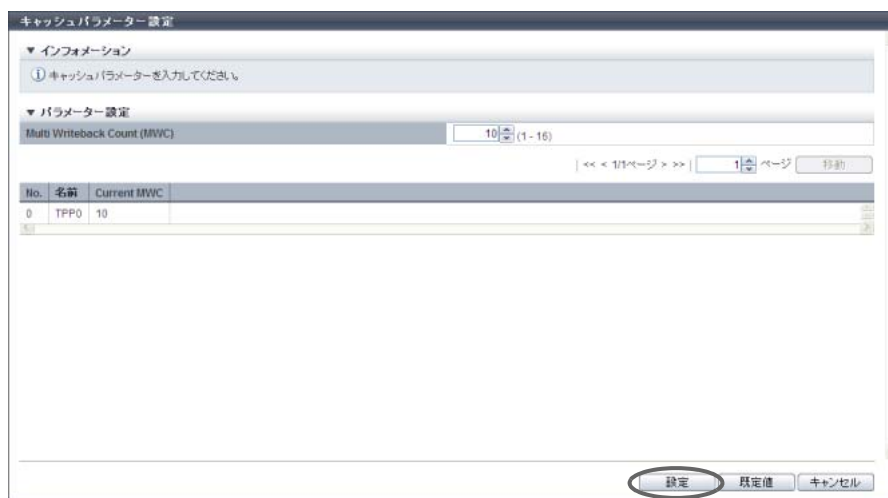 キャッシュパラメーター設定
▼ インフォメーション
キャッシュパラメーターを入力してください。
▼ パラメーター設定
Multi Writeback Count (MWC) 10 (1 - 16)
| << < 1/1ページ > >> | 1 ページ 移動
No. 名前 Current MWC
0 TPP0 10
設定 既定値 キャンセル